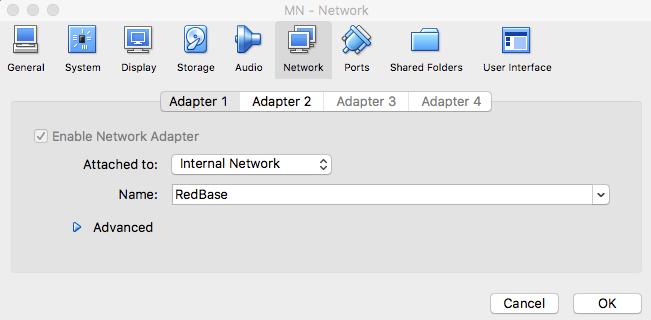 MN - Network
General System Display Storage Audio Network Ports Shared Folders User Interface
Adapter 1 Adapter 2 Adapter 3 Adapter 4
Enable Network Adapter
Attached to: Internal Network
Name: RedBase
Advanced
Cancel OK